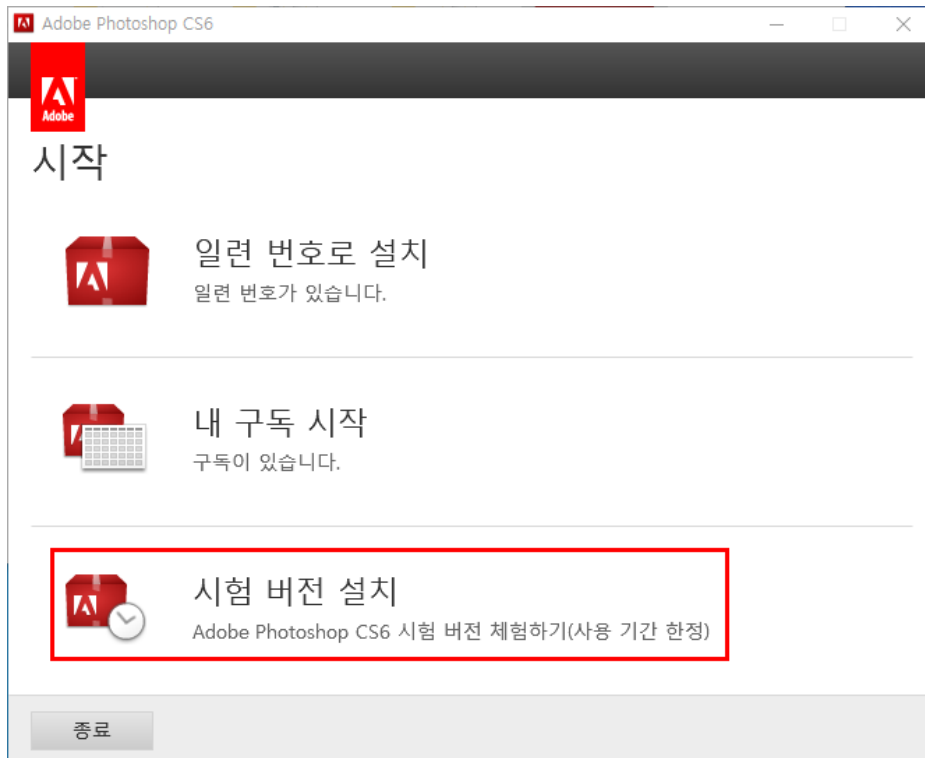 Adobe Photoshop CS6
Adobe
시작
일련 번호로 설치
일련 번호가 있습니다.
내 구독 시작
구독이 있습니다.
시험 버전 설치
Adobe Photoshop CS6 시험 버전 체험하기(사용 기간 한정)
종료